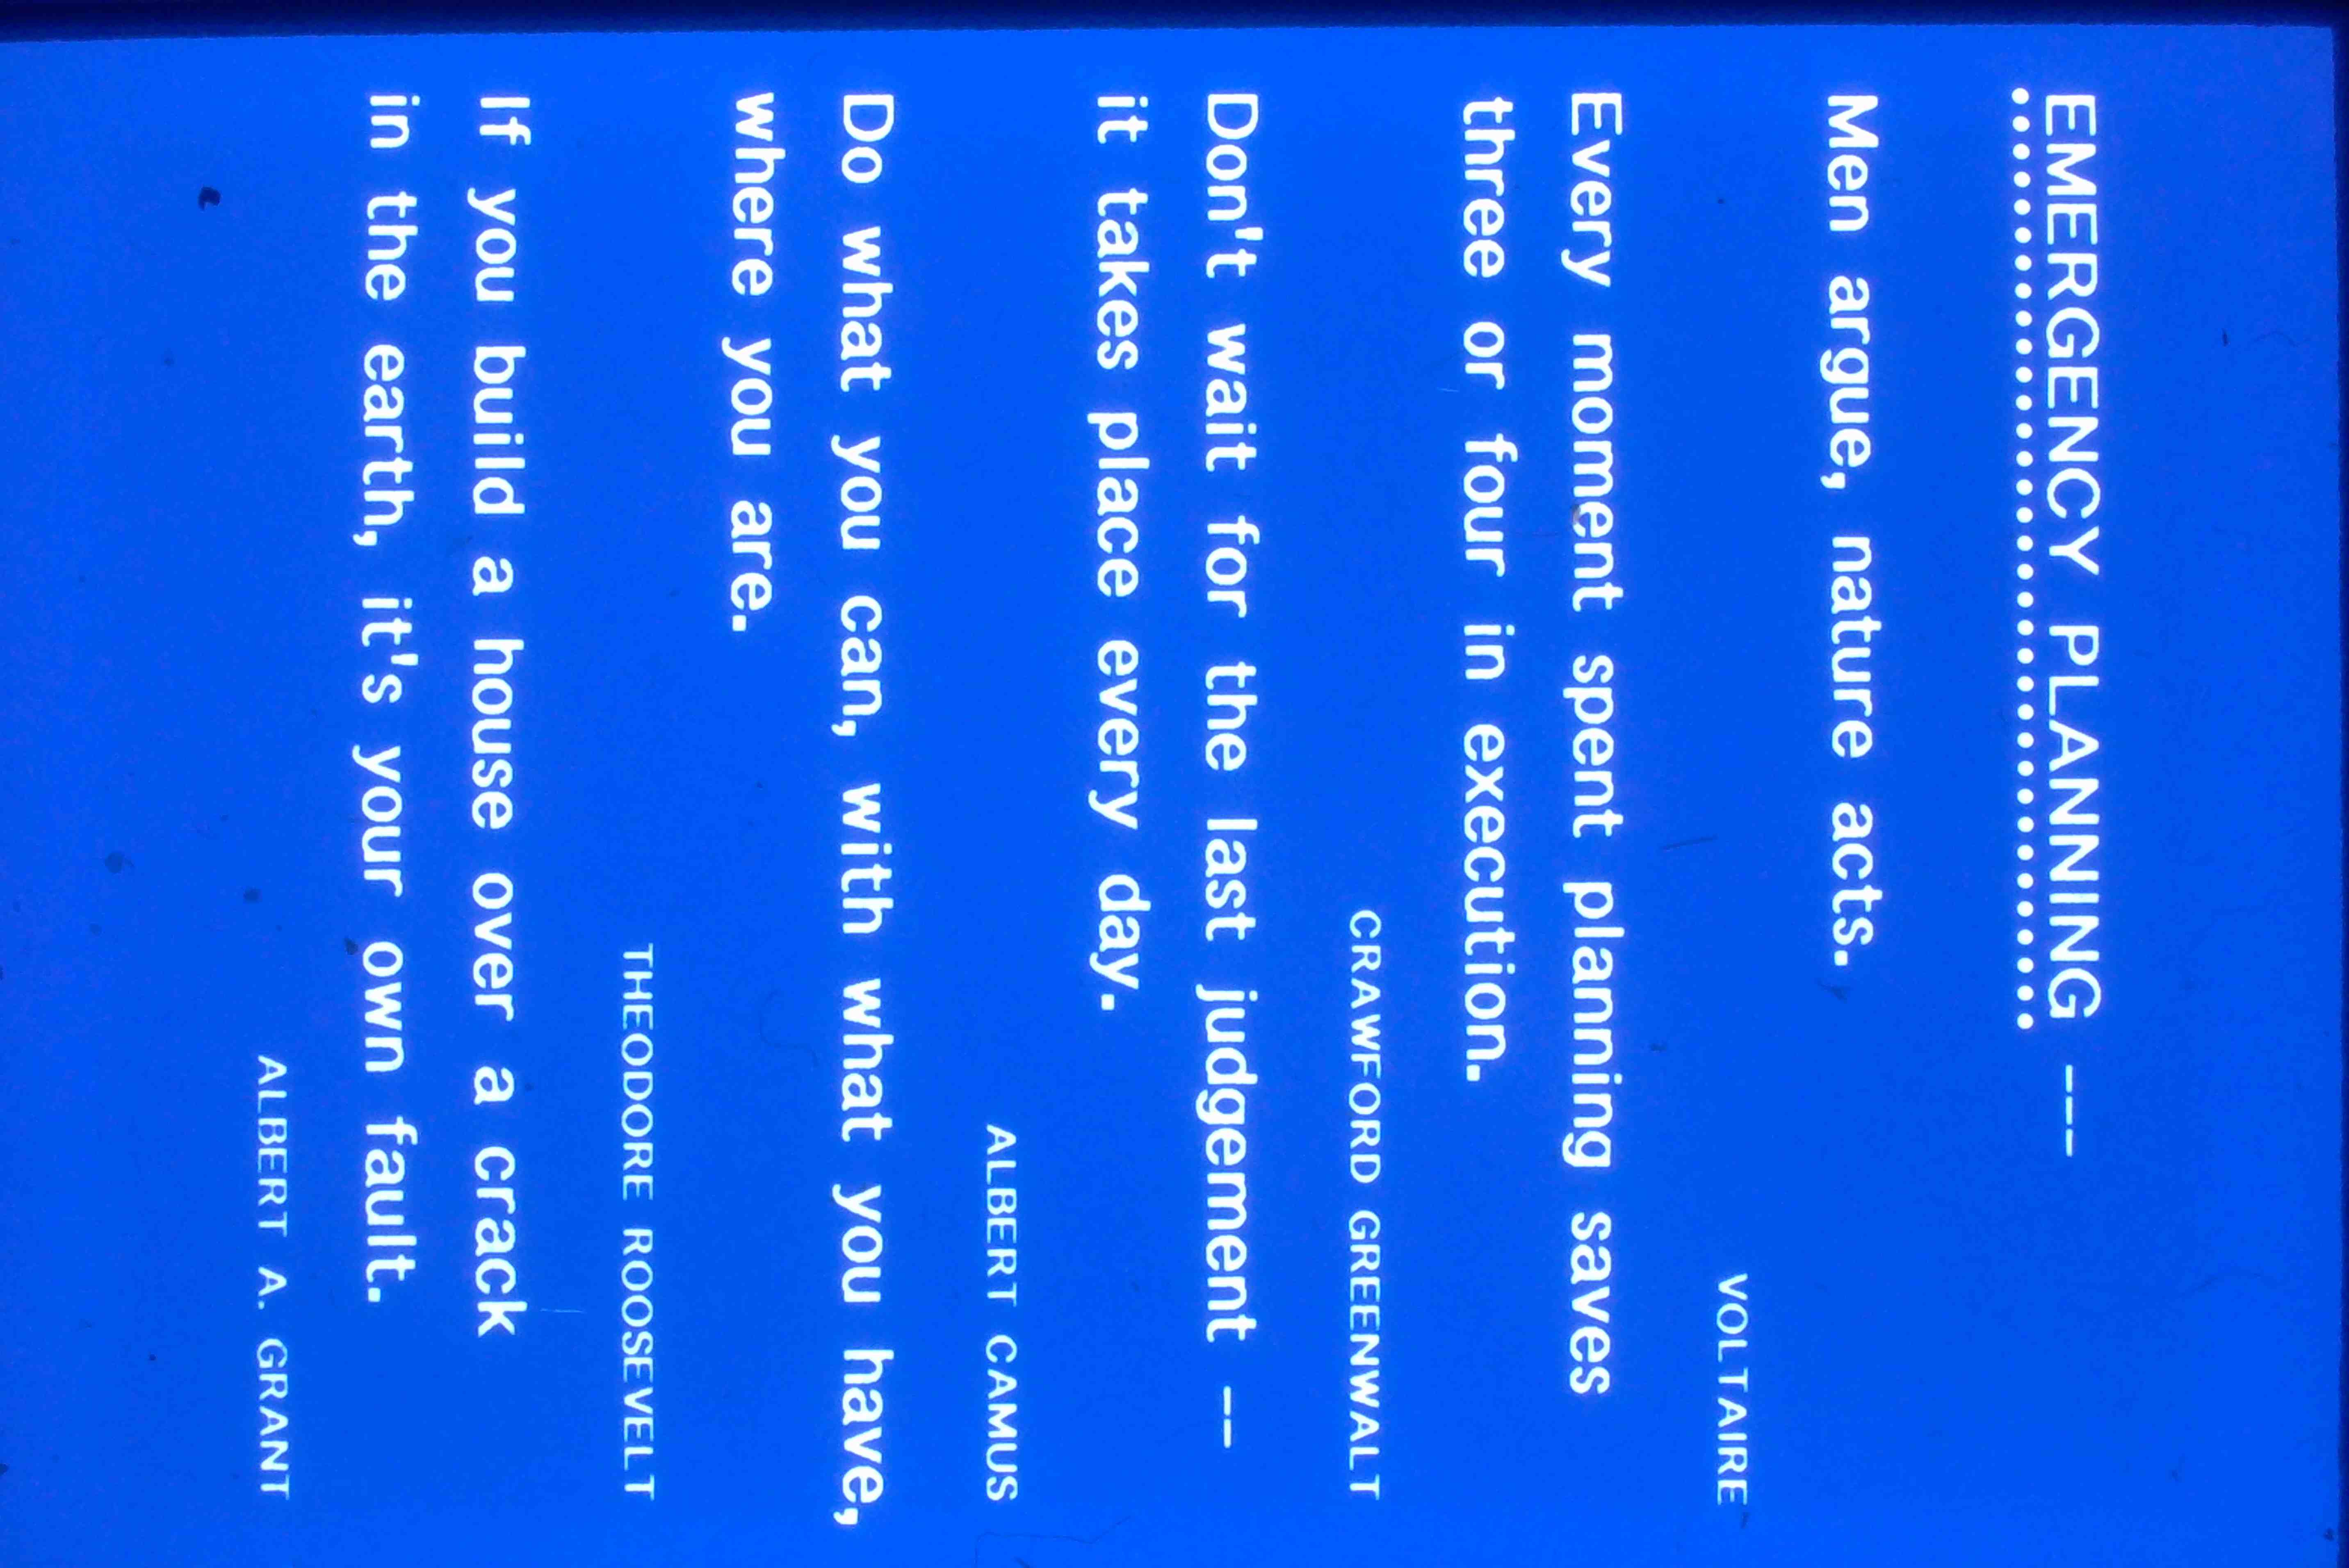 EMERGENCY PLANNING ---
Men argue, nature acts.
VOLTAIRE
Every moment spent planning saves
three or four in execution.
CRAWFORD GREENWALT
Don't wait for the last judgement --
it takes place every day.
ALBERT CAMUS
Do what you can, with what you have,
where you are.
THEODORE ROOSEVELT
If you build a house over a crack
in the earth, it's your own fault.
ALBERT A. GRANT